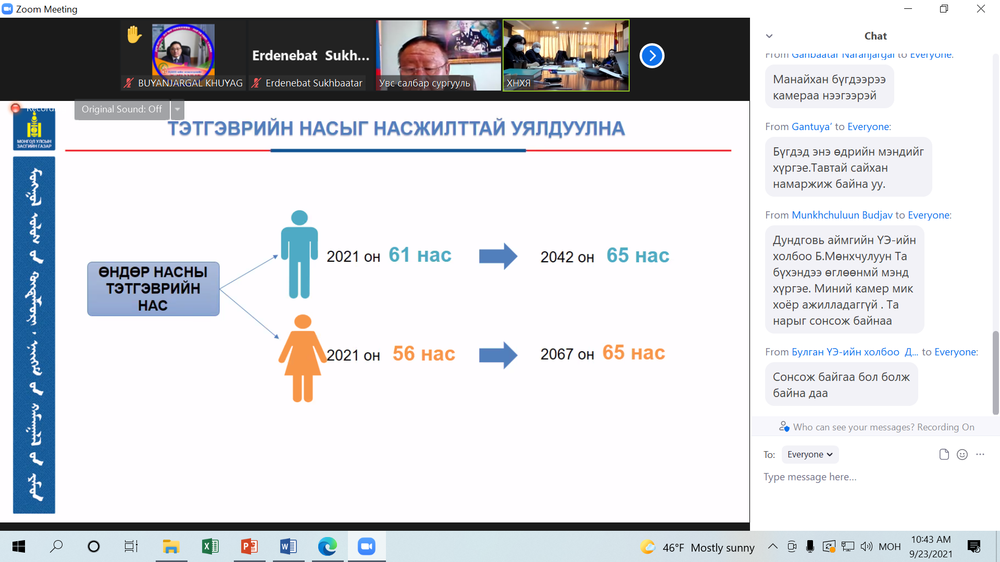 Zoom Meeting
BUYANJARGAL KHUYAG
Erdenebat Sukh...
Erdenebat Sukhbaatar
Увс салбар сургууль
ХНХЯ
Original Sound: Off
МОНГОЛ УЛСЫН
ЗАСГИЙН ГАЗАР
ТЭТГЭВРИЙН НАСЫГ НАСЖИЛТТАЙ УЯЛДУУЛНА
ӨНДӨР НАСНЫ
ТЭТГЭВРИЙН
НАС
2021 он 61 нас
2042 он 65 нас
2021 он 56 нас
2067 он 65 нас
Chat
From Ganbaatar Naranjargal to Everyone:
Манайхан бүгдээрээ
камераа нээгээрэй
From Gantuya’ to Everyone:
Бүгдэд энэ өдрийн мэндийг
хүргэе.Тавтай сайхан
намаржиж байна уу.
From Munkhchuluun Budjav to Everyone:
Дундговь аймгийн ҮЭ-ийн
холбоо Б.Мөнхчулуун Та
бүхэндээ өглөөнмй мэнд
хүргэе. Миний камер мик
хоёр ажилладаггүй . Та
нарыг сонсож байнаа
From Булган ҮЭ-ийн холбоо Д... to Everyone:
Сонсож байгаа бол болж
байна даа
Who can see your messages? Recording On
To: Everyone
Type message here...
46°F Mostly sunny
МОН
10:43 AM
9/23/2021